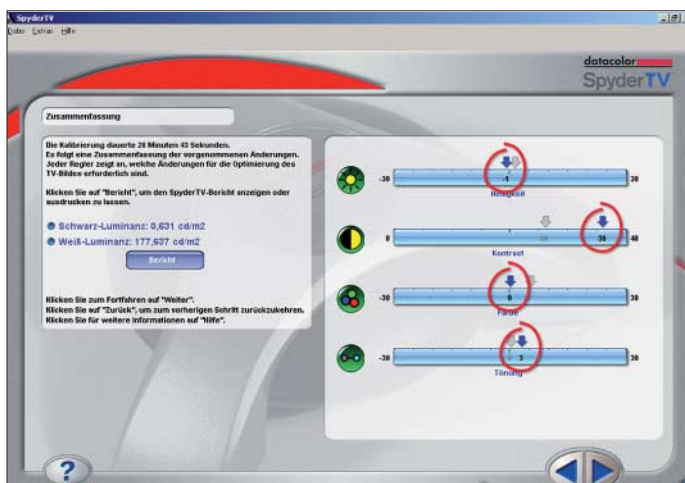 SpyderTV
Datei Extras Hilfe
datacolor
SpyderTV
Zusammenfassung
Die Kalibrierung dauerte 28 Minuten 43 Sekunden.
Es folgt eine Zusammenfassung der vorgenommenen Änderungen.
Jeder Regler zeigt an, welche Änderungen für die Optimierung des
TV-Bildes erforderlich sind.
Klicken Sie auf "Bericht", um den SpyderTV-Bericht anzeigen oder
ausdrucken zu lassen.
Schwarz-Luminanz: 0,631 cd/m2
Weiß-Luminanz: 177,637 cd/m2
Bericht
Klicken Sie zum Fortfahren auf "Weiter".
Klicken Sie auf "Zurück", um zum vorherigen Schritt zurückzukehren.
Klicken Sie für weitere Informationen auf "Hilfe".
-30 -1 30
Helligkeit
0 36 40
Kontrast
-30 0 30
Farbe
-30 3 30
Tönung
?